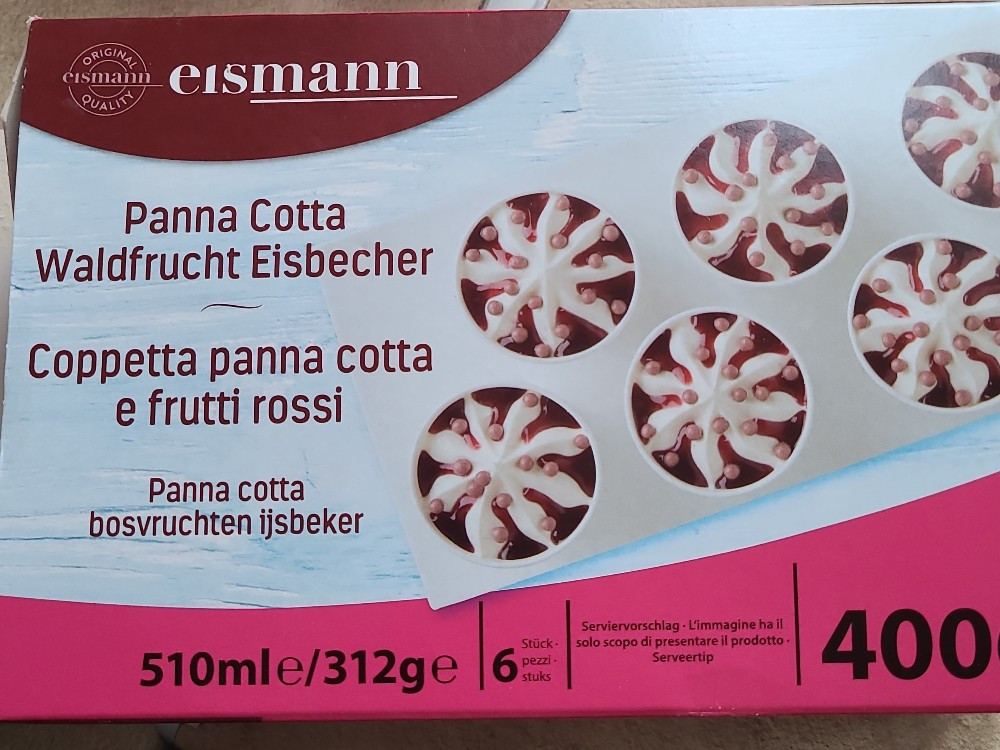 ORIGINAL
eismann
QUALITY
eismann
Panna Cotta
Waldfrucht Eisbecher
Coppetta panna cotta
e frutti rossi
Panna cotta
bosvruchten ijsbeker
510ml℮/312g℮
6
Stück ·
pezzi ·
stuks
Serviervorschlag · L'immagine ha il
solo scopo di presentare il prodotto ·
Serveertip
400